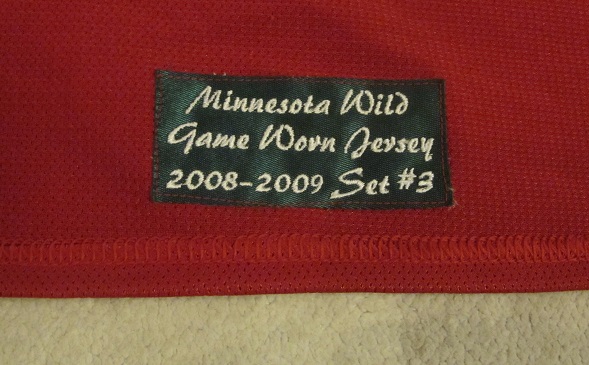 Minnesota Wild
Game Worn Jersey
2008-2009 Set #3